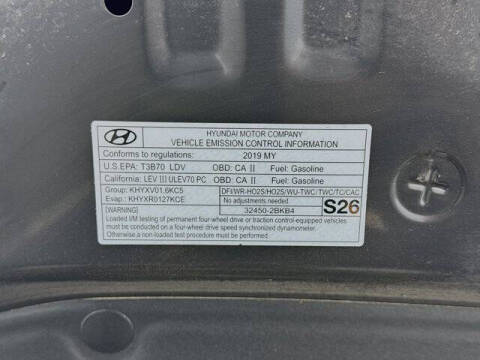 HYUNDAI MOTOR COMPANY
VEHICLE EMISSION CONTROL INFORMATION
Conforms to regulations: 2019 MY
U.S.EPA: T3B70 LDV OBD: CA II Fuel: Gasoline
California: LEV III ULEV70 PC OBD: CA II Fuel: Gasoline
Group: KHYXV01.6KC5 DFI/WR-HO2S/HO2S/WU-TWC/TWC/TC/CAC
Evap.: KHYXR0127KCE No adjustments needed.
32450-2BKB4 S26
[WARNING]
Loaded I/M testing of permanent four-wheel drive or traction control-equipped vehicles
must be conducted on a four-wheel drive speed synchronized dynamometer.
Otherwise a non-loaded test procedure must be utilized.